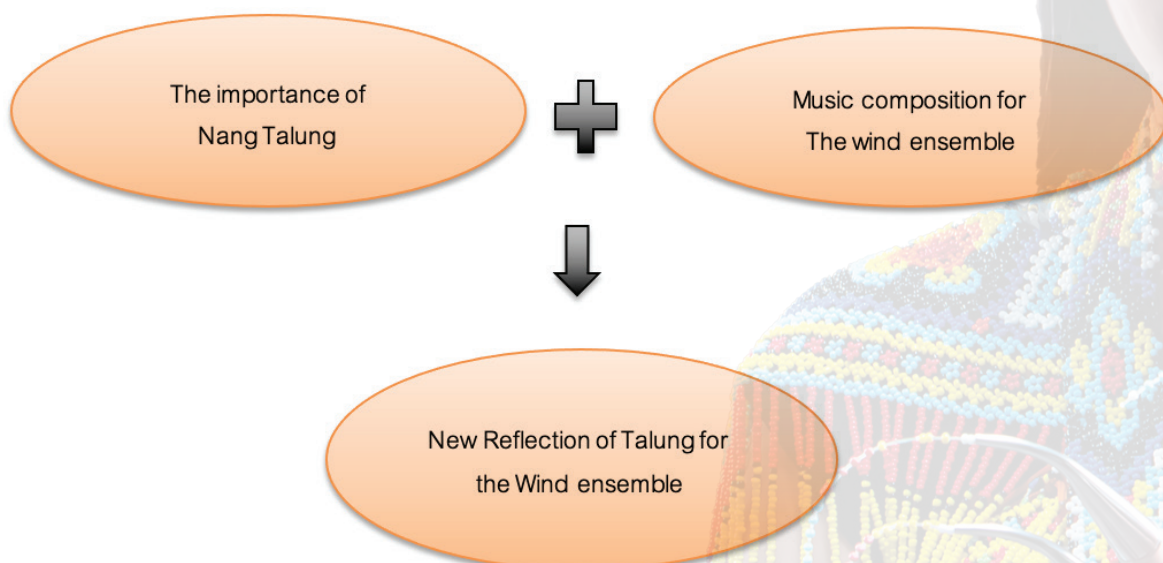 The importance of
Nang Talung
Music composition for
The wind ensemble
New Reflection of Talung for
the Wind ensemble